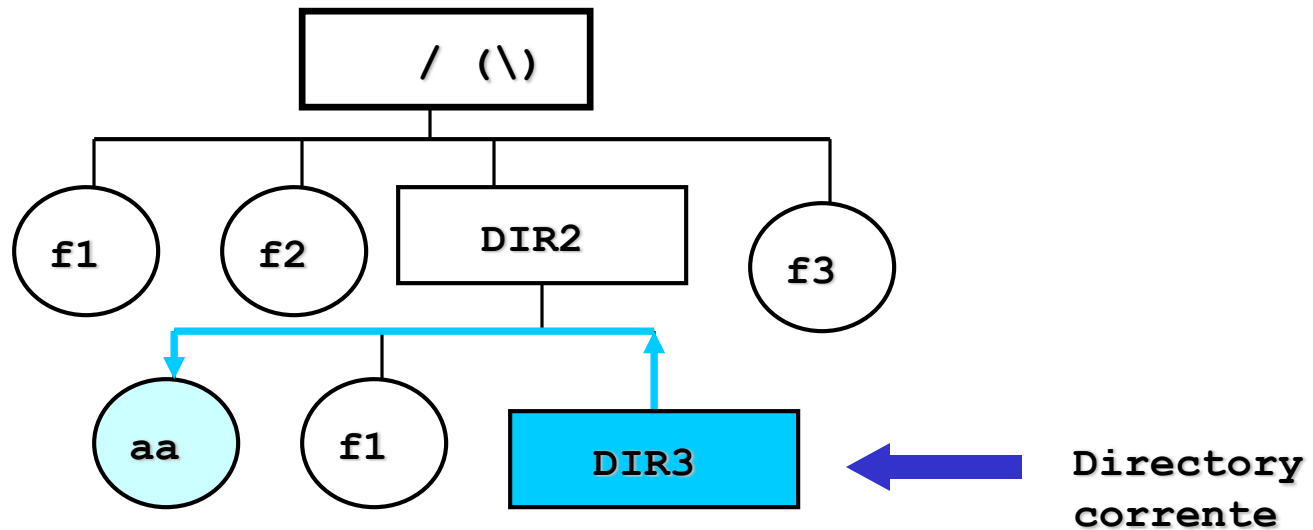 / (\)
f1
f2
DIR2
f3
aa
f1
DIR3
Directory
corrente